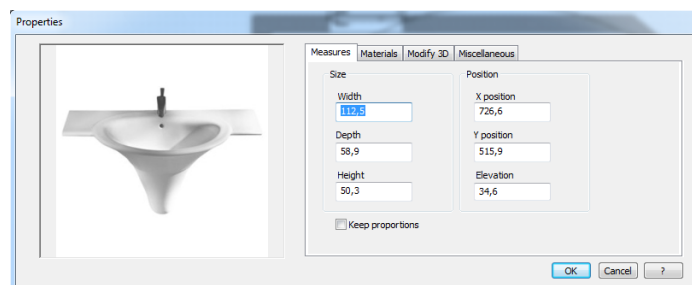 Properties
Measures Materials Modify 3D Miscellaneous
Size Position
Width X position
112,5 726,6
Depth Y position
58,9 515,9
Height Elevation
50,3 34,6
Keep proportions
OK Cancel ?